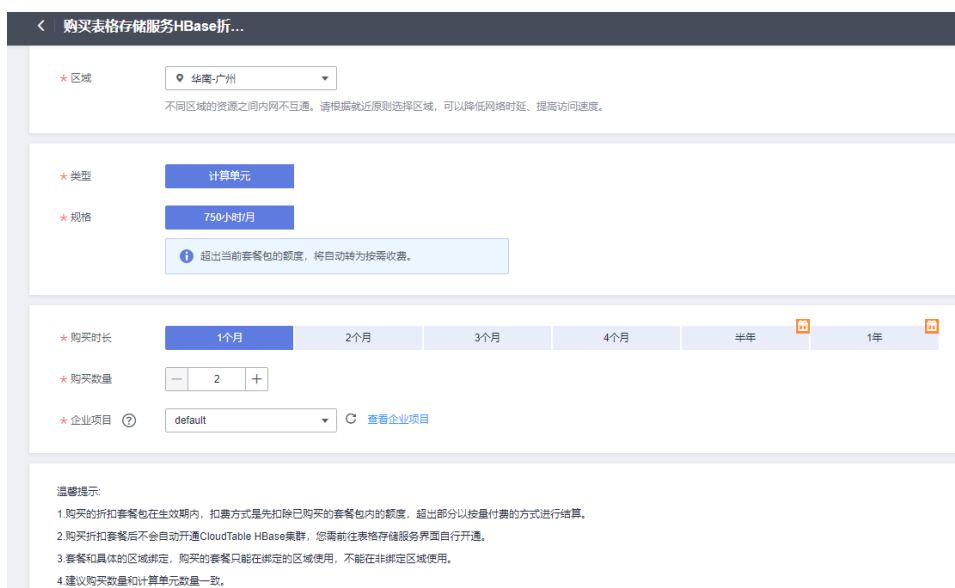 购买表格存储服务HBase折...
* 区域
华南-广州
不同区域的资源之间内网不互通。请根据就近原则选择区域，可以降低网络时延、提高访问速度。
* 类型
计算单元
* 规格
750小时/月
超出当前套餐包的额度，将自动转为按需收费。
* 购买时长
1个月 2个月 3个月 4个月 半年 1年
* 购买数量
2
* 企业项目
default 查看企业项目
温馨提示:
1.购买的折扣套餐包在生效期内，扣费方式是先扣除已购买的套餐包内的额度，超出部分以按量付费的方式进行结算。
2.购买折扣套餐后不会自动开通CloudTable HBase集群，您需前往表格存储服务界面自行开通。
3.套餐和具体的区域绑定，购买的套餐只能在绑定的区域使用，不能在非绑定区域使用。
4.建议购买数量和计算单元数量一致。